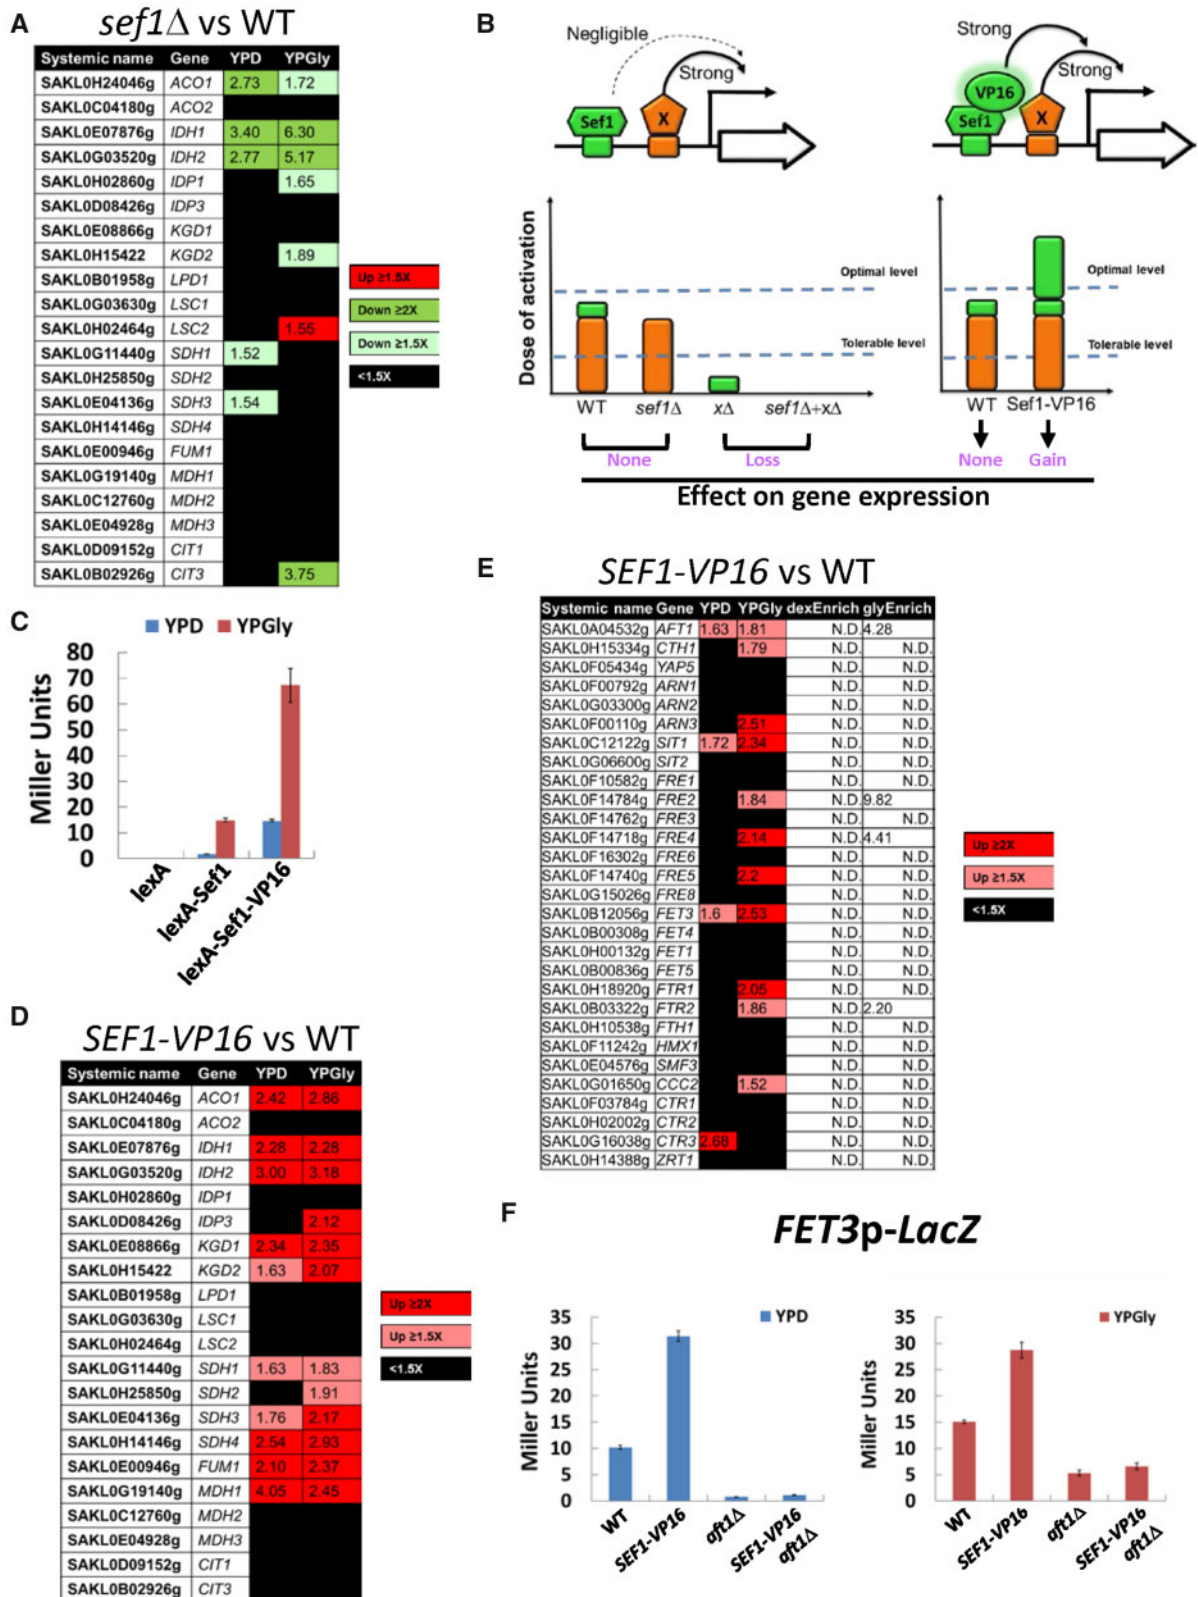 A
sef1Δ vs WT
Systemic name Gene YPD YPGly
SAKL0H24046g ACO1 2.73 1.72
SAKL0C04180g ACO2
SAKL0E07876g IDH1 3.40 6.30
SAKL0G03520g IDH2 2.77 5.17
SAKL0H02860g IDP1 1.65
SAKL0D08426g IDP3
SAKL0E08866g KGD1
SAKL0H15422 KGD2 1.89
SAKL0B01958g LPD1
SAKL0G03630g LSC1
SAKL0H02464g LSC2 1.55
SAKL0G11440g SDH1 1.52
SAKL0H25850g SDH2
SAKL0E04136g SDH3 1.54
SAKL0H14146g SDH4
SAKL0E00946g FUM1
SAKL0G19140g MDH1
SAKL0C12760g MDH2
SAKL0E04928g MDH3
SAKL0D09152g CIT1
SAKL0B02926g CIT3 3.75
Up ≥1.5X
Down ≥2X
Down ≥1.5X
<1.5X
B
Negligible
Strong
Sef1
X
Strong
Strong
VP16
Sef1
X
Dose of activation
Optimal level
Tolerable level
WT sef1Δ xΔ sef1Δ+xΔ
None Loss
Optimal level
Tolerable level
WT Sef1-VP16
None Gain
Effect on gene expression
C
YPD YPGly
Miller Units
80
70
60
50
40
30
20
10
0
lexA
lexA-Sef1
lexA-Sef1-VP16
D
SEF1-VP16 vs WT
Systemic name Gene YPD YPGly
SAKL0H24046g ACO1 2.42 2.86
SAKL0C04180g ACO2
SAKL0E07876g IDH1 2.28 2.28
SAKL0G03520g IDH2 3.00 3.18
SAKL0H02860g IDP1
SAKL0D08426g IDP3 2.12
SAKL0E08866g KGD1 2.34 2.35
SAKL0H15422 KGD2 1.63 2.07
SAKL0B01958g LPD1
SAKL0G03630g LSC1
SAKL0H02464g LSC2
SAKL0G11440g SDH1 1.63 1.83
SAKL0H25850g SDH2 1.91
SAKL0E04136g SDH3 1.76 2.17
SAKL0H14146g SDH4 2.54 2.93
SAKL0E00946g FUM1 2.10 2.37
SAKL0G19140g MDH1 4.05 2.45
SAKL0C12760g MDH2
SAKL0E04928g MDH3
SAKL0D09152g CIT1
SAKL0B02926g CIT3
Up ≥2X
Up ≥1.5X
<1.5X
E
SEF1-VP16 vs WT
Systemic name Gene YPD YPGly dexEnrich glyEnrich
SAKL0A04532g AFT1 1.63 1.81 N.D. 4.28
SAKL0H15334g CTH1 1.79 N.D. N.D.
SAKL0F05434g YAP5 N.D. N.D.
SAKL0F00792g ARN1 N.D. N.D.
SAKL0G03300g ARN2 N.D. N.D.
SAKL0F00110g ARN3 2.51 N.D. N.D.
SAKL0C12122g SIT1 1.72 2.34 N.D. N.D.
SAKL0G06600g SIT2 N.D. N.D.
SAKL0F10582g FRE1 N.D. N.D.
SAKL0F14784g FRE2 1.84 N.D. 9.82
SAKL0F14762g FRE3 N.D. N.D.
SAKL0F14718g FRE4 2.14 N.D. 4.41
SAKL0F16302g FRE6 N.D. N.D.
SAKL0F14740g FRE5 2.2 N.D. N.D.
SAKL0G15026g FRE8 N.D. N.D.
SAKL0B12056g FET3 1.6 2.53 N.D. N.D.
SAKL0B00308g FET4 N.D. N.D.
SAKL0H00132g FET1 N.D. N.D.
SAKL0B00836g FET5 N.D. N.D.
SAKL0H18920g FTR1 2.05 N.D. N.D.
SAKL0B03322g FTR2 1.86 N.D. 2.20
SAKL0H10538g FTH1 N.D. N.D.
SAKL0F11242g HMX1 N.D. N.D.
SAKL0E04576g SMF3 N.D. N.D.
SAKL0G01650g CCC2 1.52 N.D. N.D.
SAKL0F03784g CTR1 N.D. N.D.
SAKL0H02002g CTR2 N.D. N.D.
SAKL0G16038g CTR3 2.68 N.D. N.D.
SAKL0H14388g ZRT1 N.D. N.D.
Up ≥2X
Up ≥1.5X
<1.5X
F
FET3p-LacZ
YPD
Miller Units
35
30
25
20
15
10
5
0
WT
SEF1-VP16
aft1Δ
SEF1-VP16
aft1Δ
YPGly
Miller Units
35
30
25
20
15
10
5
0
WT
SEF1-VP16
aft1Δ
SEF1-VP16
aft1Δ